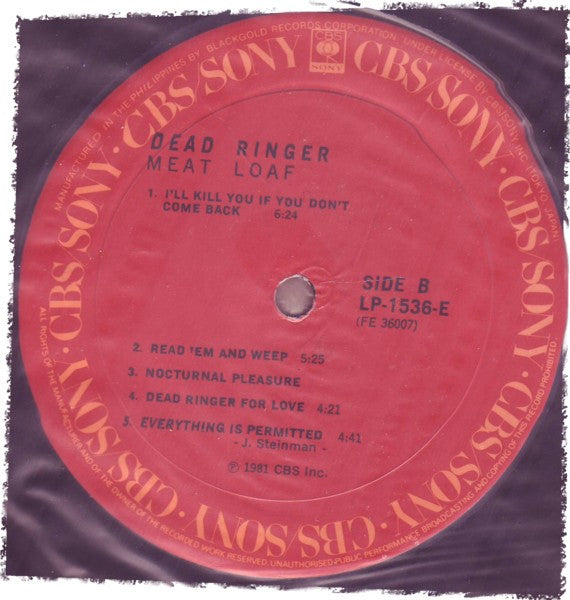 MANUFACTURED IN THE PHILIPPINES BY BLACKGOLD RECORDS CORPORATION, UNDER LICENSE BY CBS/SONY INC. (TOKYO, JAPAN)
CBS/SONY · CBS/SONY · CBS/SONY · CBS/SONY · CBS/SONY · CBS/SONY · CBS/SONY · CBS/SONY
CBS
SONY
DEAD RINGER
MEAT LOAF
1. I'LL KILL YOU IF YOU DON'T
COME BACK 6:24
SIDE B
LP-1536-E
(FE 36007)
2. READ 'EM AND WEEP 5:25
3. NOCTURNAL PLEASURE
4. DEAD RINGER FOR LOVE 4:21
5. EVERYTHING IS PERMITTED 4:41
- J. Steinman -
℗ 1981 CBS Inc.
ALL RIGHTS OF THE MANUFACTURER AND OF THE OWNER OF THE RECORDED WORK RESERVED. UNAUTHORISED PUBLIC PERFORMANCE BROADCASTING AND COPYING OF THIS RECORD PROHIBITED.